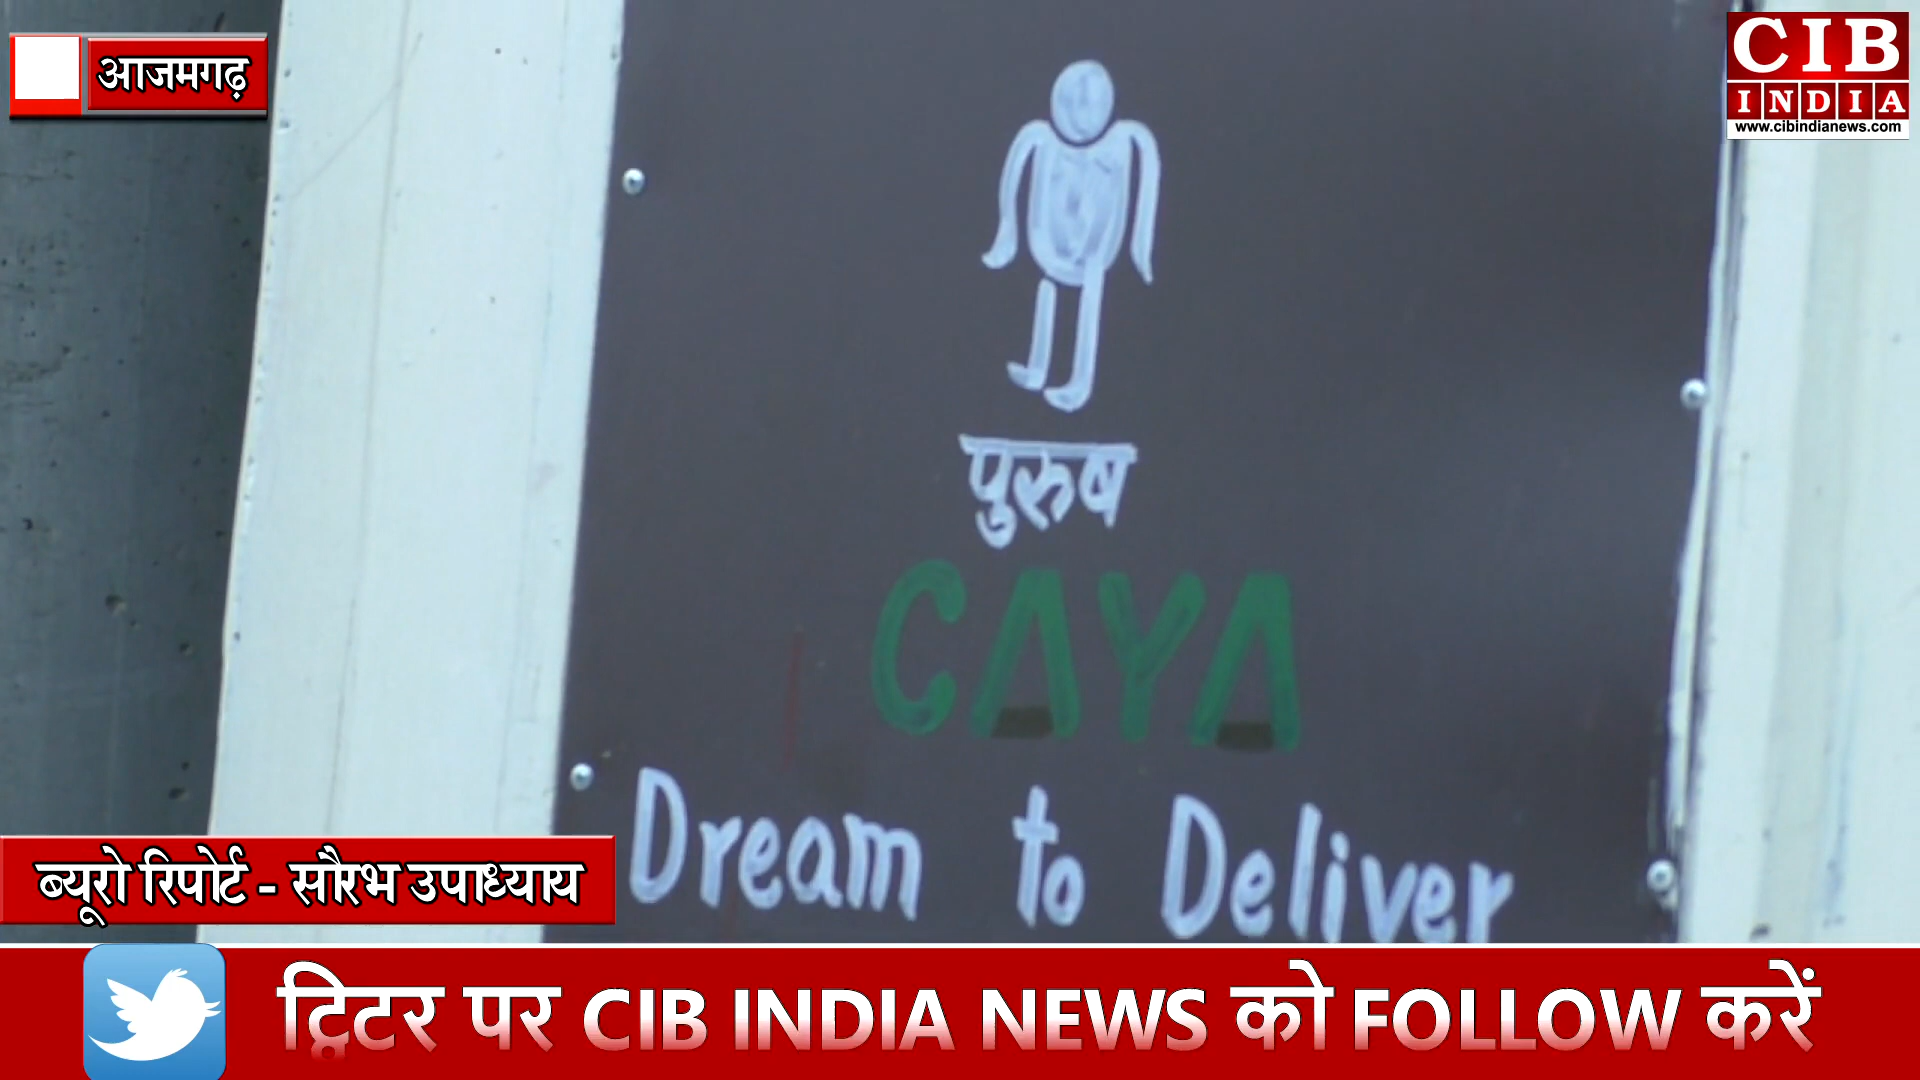 आजमगढ़
CIB
INDIA
www.cibindianews.com
पुरुष
CAYA
Dream to Deliver
ब्यूरो रिपोर्ट - सौरभ उपाध्याय
ट्विटर पर CIB INDIA NEWS को FOLLOW करें